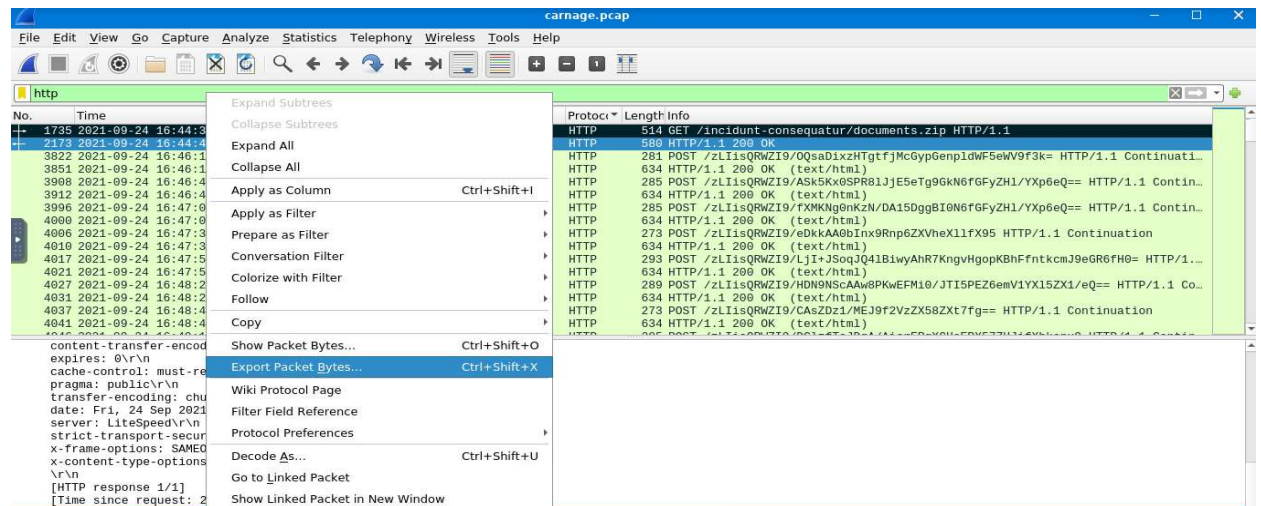 carnage.pcap
File Edit View Go Capture Analyze Statistics Telephony Wireless Tools Help
http
No. Time Protoc Length Info
1735 2021-09-24 16:44:3 HTTP 514 GET /incidunt-consequatur/documents.zip HTTP/1.1
2173 2021-09-24 16:44:4 HTTP 580 HTTP/1.1 200 OK
3822 2021-09-24 16:46:1 HTTP 281 POST /zLIisQRWZI9/OQsaDixzHTgtfjMcGypGenpldWF5eWV9f3k= HTTP/1.1 Continuati…
3851 2021-09-24 16:46:1 HTTP 634 HTTP/1.1 200 OK (text/html)
3908 2021-09-24 16:46:4 HTTP 285 POST /zLIisQRWZI9/ASk5Kx0SPR8lJjE5eTg9GkN6fGFyZHl/YXp6eQ== HTTP/1.1 Contin…
3912 2021-09-24 16:46:4 HTTP 634 HTTP/1.1 200 OK (text/html)
3996 2021-09-24 16:47:0 HTTP 285 POST /zLIisQRWZI9/fXMKNg0nKzN/DA15DggBI0N6fGFyZHl/YXp6eQ== HTTP/1.1 Contin…
4000 2021-09-24 16:47:0 HTTP 634 HTTP/1.1 200 OK (text/html)
4006 2021-09-24 16:47:3 HTTP 273 POST /zLIisQRWZI9/eDkkAA0bInx9Rnp6ZXVheXllfX95 HTTP/1.1 Continuation
4010 2021-09-24 16:47:3 HTTP 634 HTTP/1.1 200 OK (text/html)
4017 2021-09-24 16:47:5 HTTP 293 POST /zLIisQRWZI9/LjI+JSoqJQ4lBiwyAhR7KngvHgopKBhFfntkcmJ9eGR6fH0= HTTP/1.…
4021 2021-09-24 16:47:5 HTTP 634 HTTP/1.1 200 OK (text/html)
4027 2021-09-24 16:48:2 HTTP 289 POST /zLIisQRWZI9/HDN9NScAAw8PKwEFMi0/JTI5PEZ6emV1YXl5ZX1/eQ== HTTP/1.1 Co…
4031 2021-09-24 16:48:2 HTTP 634 HTTP/1.1 200 OK (text/html)
4037 2021-09-24 16:48:4 HTTP 273 POST /zLIisQRWZI9/CAsZDz1/MEJ9f2VzZX58ZXt7fg== HTTP/1.1 Continuation
4041 2021-09-24 16:48:4 HTTP 634 HTTP/1.1 200 OK (text/html)
Expand Subtrees
Collapse Subtrees
Expand All
Collapse All
Apply as Column Ctrl+Shift+I
Apply as Filter
Prepare as Filter
Conversation Filter
Colorize with Filter
Follow
Copy
Show Packet Bytes... Ctrl+Shift+O
Export Packet Bytes... Ctrl+Shift+X
Wiki Protocol Page
Filter Field Reference
Protocol Preferences
Decode As... Ctrl+Shift+U
Go to Linked Packet
Show Linked Packet in New Window
content-transfer-encod
expires: 0\r\n
cache-control: must-re
pragma: public\r\n
transfer-encoding: chu
date: Fri, 24 Sep 2021
server: LiteSpeed\r\n
strict-transport-secur
x-frame-options: SAMEO
x-content-type-options
\r\n
[HTTP response 1/1]
[Time since request: 2